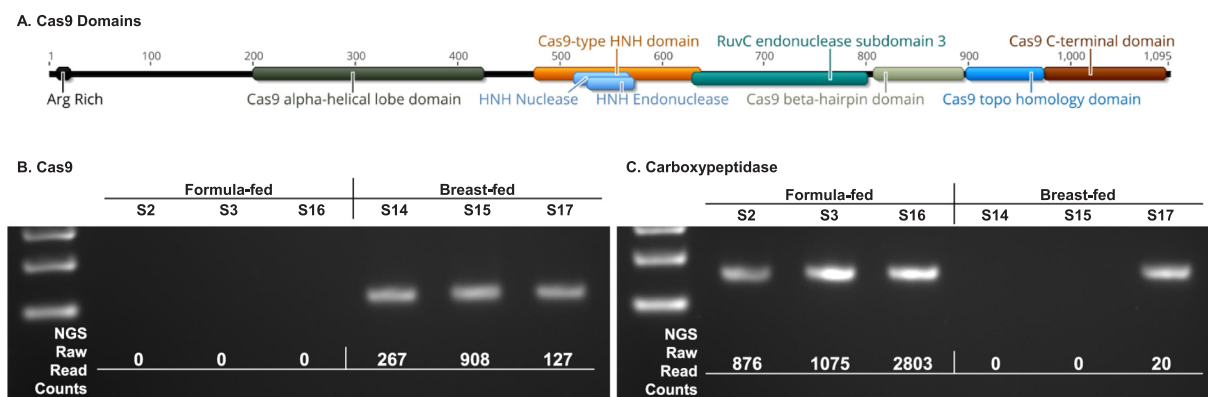 A. Cas9 Domains
Cas9-type HNH domain RuvC endonuclease subdomain 3 Cas9 C-terminal domain
1 100 200 300 400 500 600 700 800 900 1,000 1,095
Arg Rich Cas9 alpha-helical lobe domain HNH Nuclease HNH Endonuclease Cas9 beta-hairpin domain Cas9 topo homology domain
B. Cas9
Formula-fed Breast-fed
S2 S3 S16 S14 S15 S17
NGS
Raw
Read
Counts
0 0 0 267 908 127
C. Carboxypeptidase
Formula-fed Breast-fed
S2 S3 S16 S14 S15 S17
NGS
Raw
Read
Counts
876 1075 2803 0 0 20